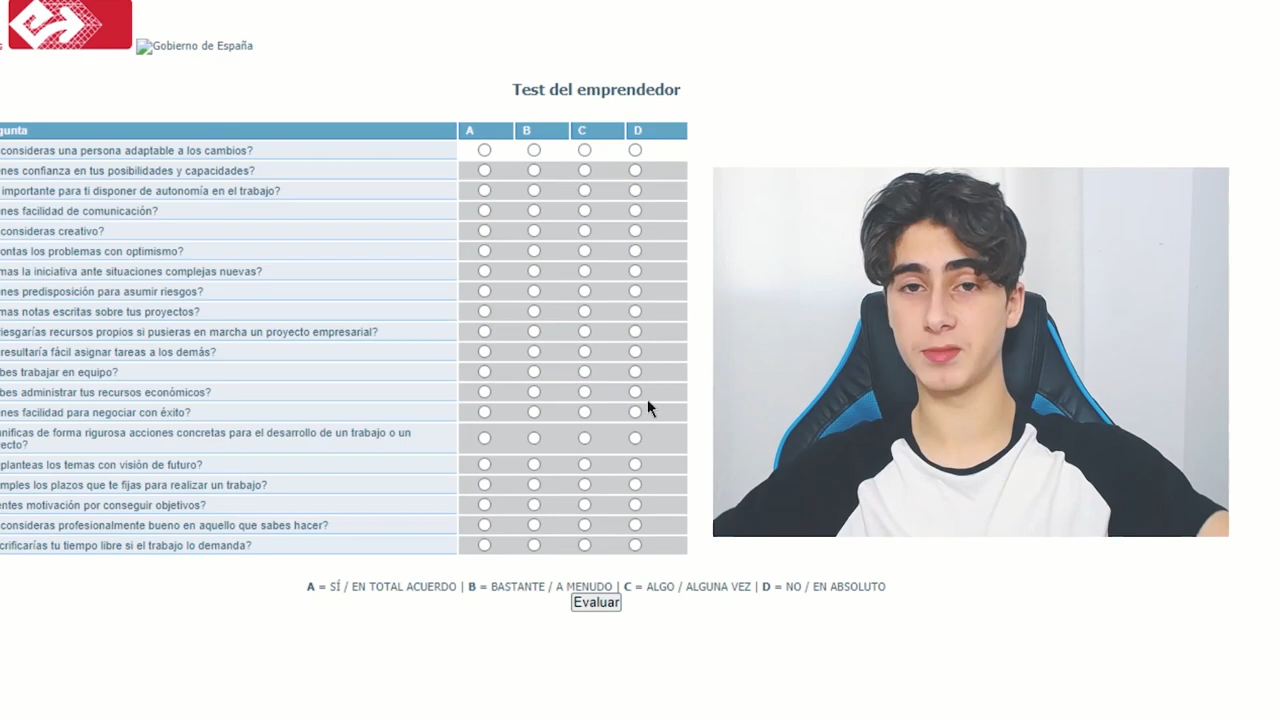 s
Gobierno de España
Test del emprendedor
gunta A B C D
consideras una persona adaptable a los cambios?
nes confianza en tus posibilidades y capacidades?
importante para ti disponer de autonomía en el trabajo?
nes facilidad de comunicación?
consideras creativo?
ontas los problemas con optimismo?
mas la iniciativa ante situaciones complejas nuevas?
nes predisposición para asumir riesgos?
mas notas escritas sobre tus proyectos?
iesgarías recursos propios si pusieras en marcha un proyecto empresarial?
resultaría fácil asignar tareas a los demás?
bes trabajar en equipo?
bes administrar tus recursos económicos?
nes facilidad para negociar con éxito?
nificas de forma rigurosa acciones concretas para el desarrollo de un trabajo o un
ecto?
planteas los temas con visión de futuro?
mples los plazos que te fijas para realizar un trabajo?
entes motivación por conseguir objetivos?
consideras profesionalmente bueno en aquello que sabes hacer?
crificarías tu tiempo libre si el trabajo lo demanda?
A = SÍ / EN TOTAL ACUERDO | B = BASTANTE / A MENUDO | C = ALGO / ALGUNA VEZ | D = NO / EN ABSOLUTO
Evaluar